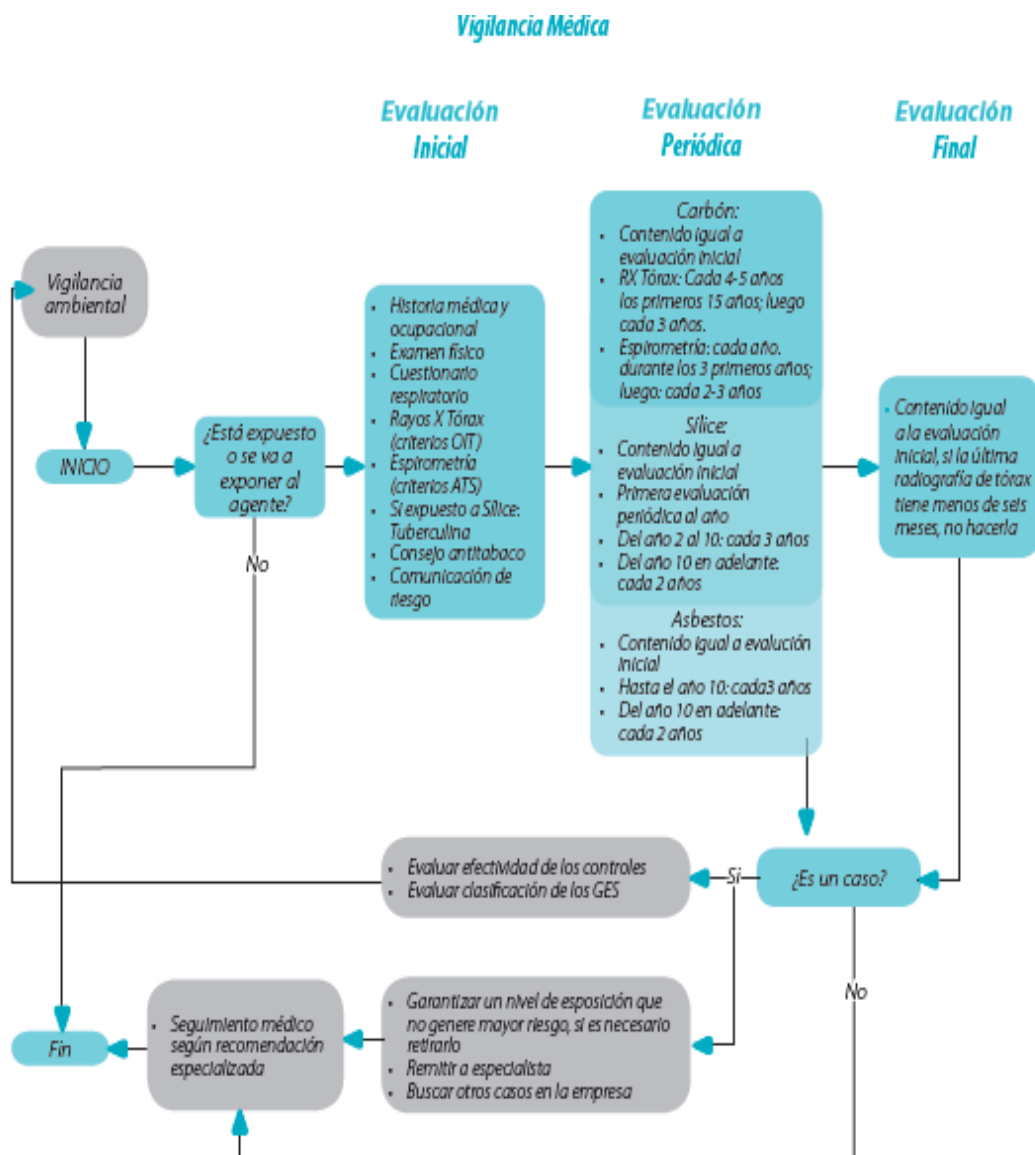 Vigilancia Médica
Evaluación
Inicial
Evaluación
Periódica
Evaluación
Final
Vigilancia
ambiental
INICIO
¿Está expuesto
o se va a
exponer al
agente?
No
• Historia médica y
ocupacional
• Examen físico
• Cuestionario
respiratorio
• Rayos X Tórax
(criterios OIT)
• Espirometría
(criterios ATS)
• Si expuesto a Sílice:
Tuberculina
• Consejo antitabaco
• Comunicación de
riesgo
Carbón:
• Contenido igual a
evaluación inicial
• RX Tórax: Cada 4-5 años
los primeros 15 años; luego
cada 3 años.
• Espirometría: cada año.
durante los 3 primeros años;
luego: cada 2-3 años
Sílice:
• Contenido igual a
evaluación inicial
• Primera evaluación
periódica al año
• Del año 2 al 10: cada 3 años
• Del año 10 en adelante:
cada 2 años
Asbestos:
• Contenido igual a evalución
inicial
• Hasta el año 10: cada3 años
• Del año 10 en adelante:
cada 2 años
• Contenido igual
a la evaluación
inicial, si la última
radiografía de tórax
tiene menos de seis
meses, no hacerla
¿Es un caso?
Si
No
• Evaluar efectividad de los controles
• Evaluar clasificación de los GES
• Garantizar un nivel de esposición que
no genere mayor riesgo, si es necesario
retirarlo
• Remitir a especialista
• Buscar otros casos en la empresa
• Seguimiento médico
según recomendación
especializada
Fin